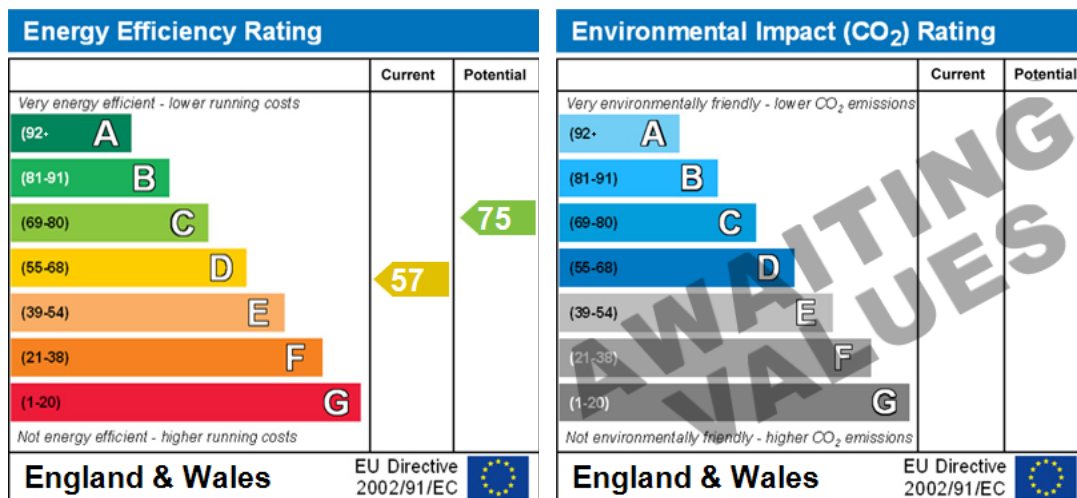 Energy Efficiency Rating
Current Potential
Very energy efficient - lower running costs
(92- A
(81-91) B
(69-80) C
75
(55-68) D
57
(39-54) E
(21-38) F
(1-20) G
Not energy efficient - higher running costs
England & Wales
EU Directive
2002/91/EC
Environmental Impact (CO₂) Rating
Current Potential
Very environmentally friendly - lower CO₂ emissions
(92+ A
(81-91) B
(69-80) C
(55-68) D
(39-54) E
(21-38) F
(1-20) G
AWAITING
VALUES
Not environmentally friendly - higher CO₂ emissions
England & Wales
EU Directive
2002/91/EC